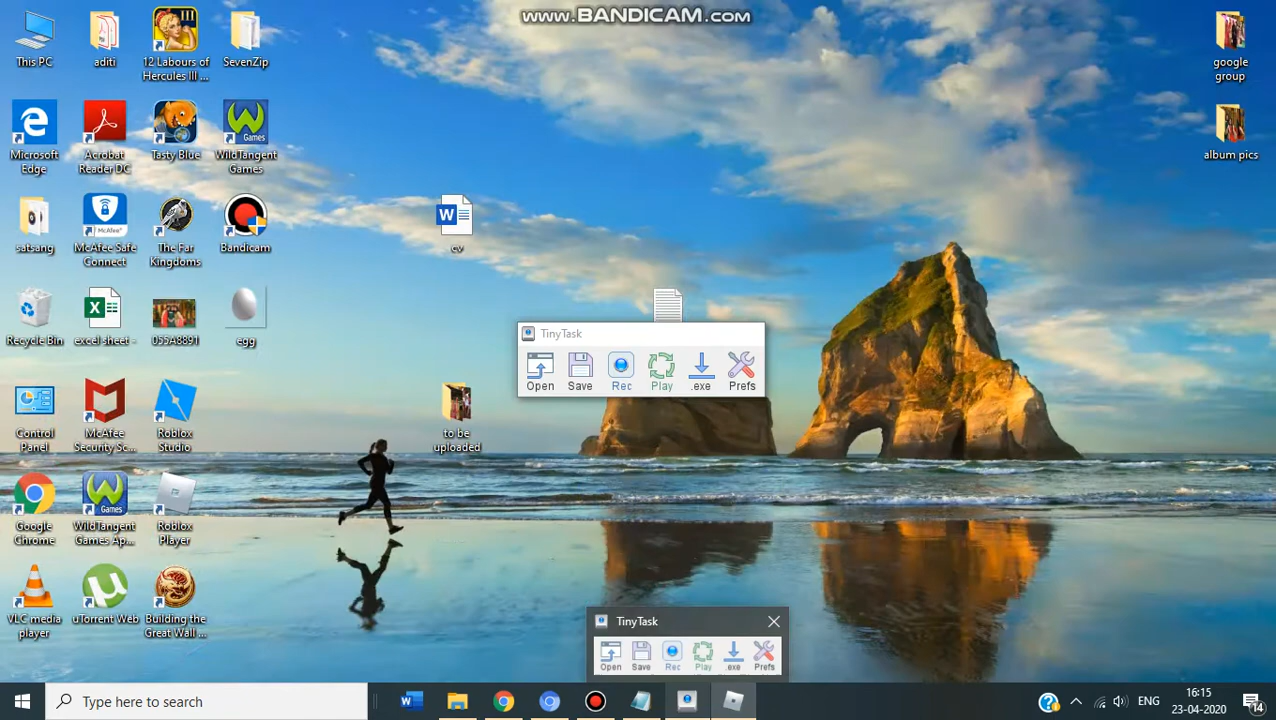 www.BANDICAM.com
This PC
aditi
12 Labours of
Hercules III ...
SevenZip
google
group
Microsoft
Edge
Acrobat
Reader DC
Tasty Blue
WildTangent
Games
album pics
satsang
McAfee Safe
Connect
The Far
Kingdoms
Bandicam
cv
Recycle Bin
excel sheet -
055A8891
egg
TinyTask
Open
Save
Rec
Play
.exe
Prefs
Control
Panel
McAfee
Security Sc...
Roblox
Studio
to be
uploaded
Google
Chrome
WildTangent
Games Ap...
Roblox
Player
VLC media
player
uTorrent Web
Building the
Great Wall ...
TinyTask
Open
Save
Rec
Play
.exe
Prefs
Type here to search
ENG
16:15
23-04-2020
14